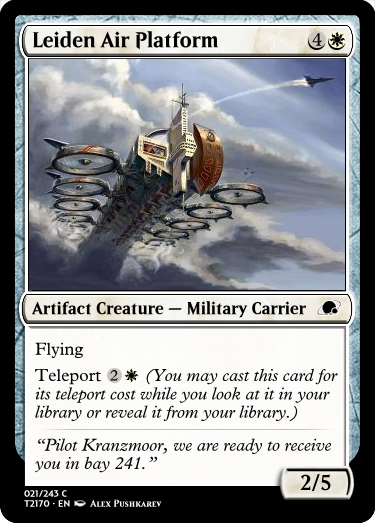 Leiden Air Platform 4
Artifact Creature — Military Carrier
Flying
Teleport 2 (You may cast this card for
its teleport cost while you look at it in your
library or reveal it from your library.)
“Pilot Kranzmoor, we are ready to receive
you in bay 241.”
2/5
021/243 C
T2170 • EN Alex Pushkarev